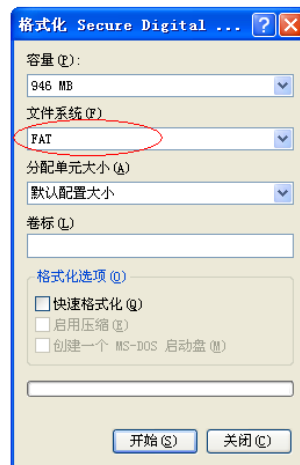 格式化 Secure Digital ...
容量(P):
946 MB
文件系统(F)
FAT
分配单元大小(A)
默认配置大小
卷标(L)
格式化选项(O)
快速格式化(Q)
启用压缩(E)
创建一个 MS-DOS 启动盘(M)
开始(S) 关闭(C)